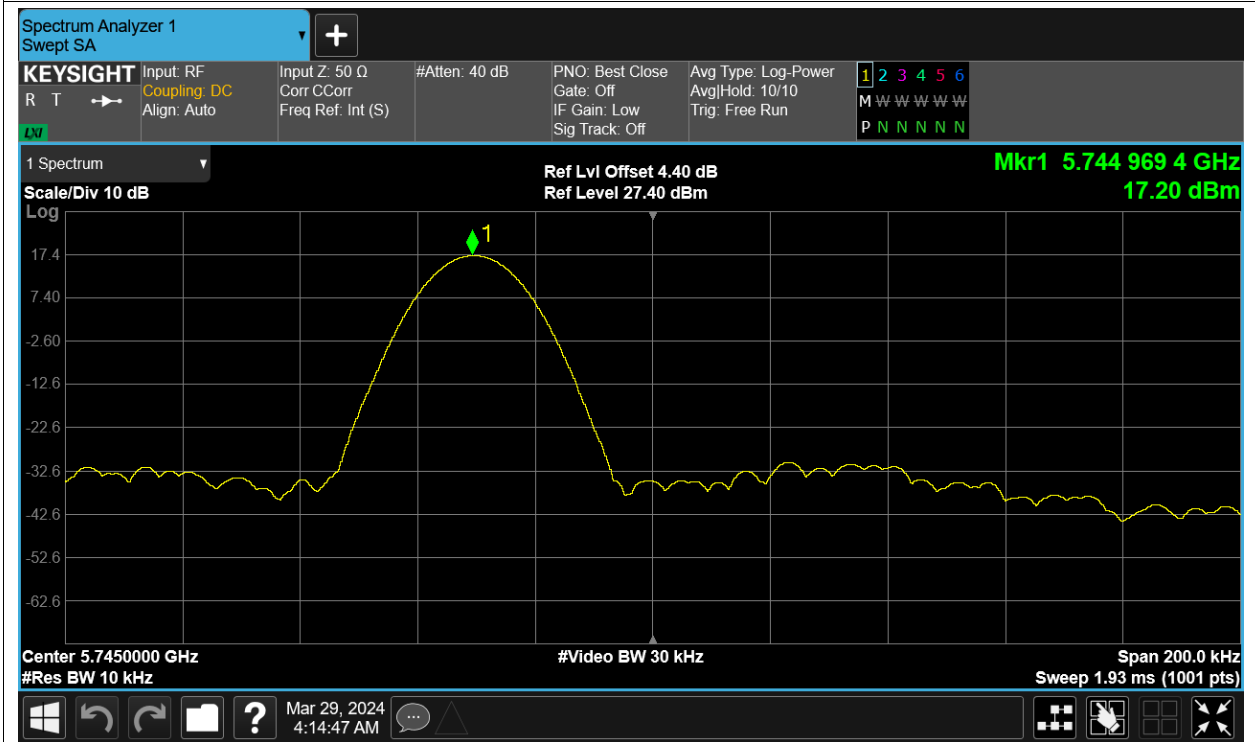 Spectrum Analyzer 1
Swept SA
+
KEYSIGHT
R T
LXI
Input: RF
Coupling: DC
Align: Auto
Input Z: 50 Ω
Corr CCorr
Freq Ref: Int (S)
#Atten: 40 dB
PNO: Best Close
Gate: Off
IF Gain: Low
Sig Track: Off
Avg Type: Log-Power
Avg|Hold: 10/10
Trig: Free Run
1 2 3 4 5 6
M W W W W W
P N N N N N
1 Spectrum
Scale/Div 10 dB
Log
Ref Lvl Offset 4.40 dB
Ref Level 27.40 dBm
Mkr1 5.744 969 4 GHz
17.20 dBm
1
17.4
7.40
-2.60
-12.6
-22.6
-32.6
-42.6
-52.6
-62.6
Center 5.7450000 GHz
#Video BW 30 kHz
Span 200.0 kHz
#Res BW 10 kHz
Sweep 1.93 ms (1001 pts)
?
Mar 29, 2024
4:14:47 AM